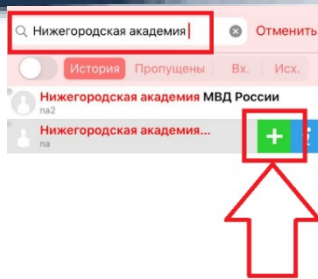 Нижегородская академия
Отменить
История Пропущены Вх. Исх.
Нижегородская академия МВД России
na2
Нижегородская академия...
na
+ i